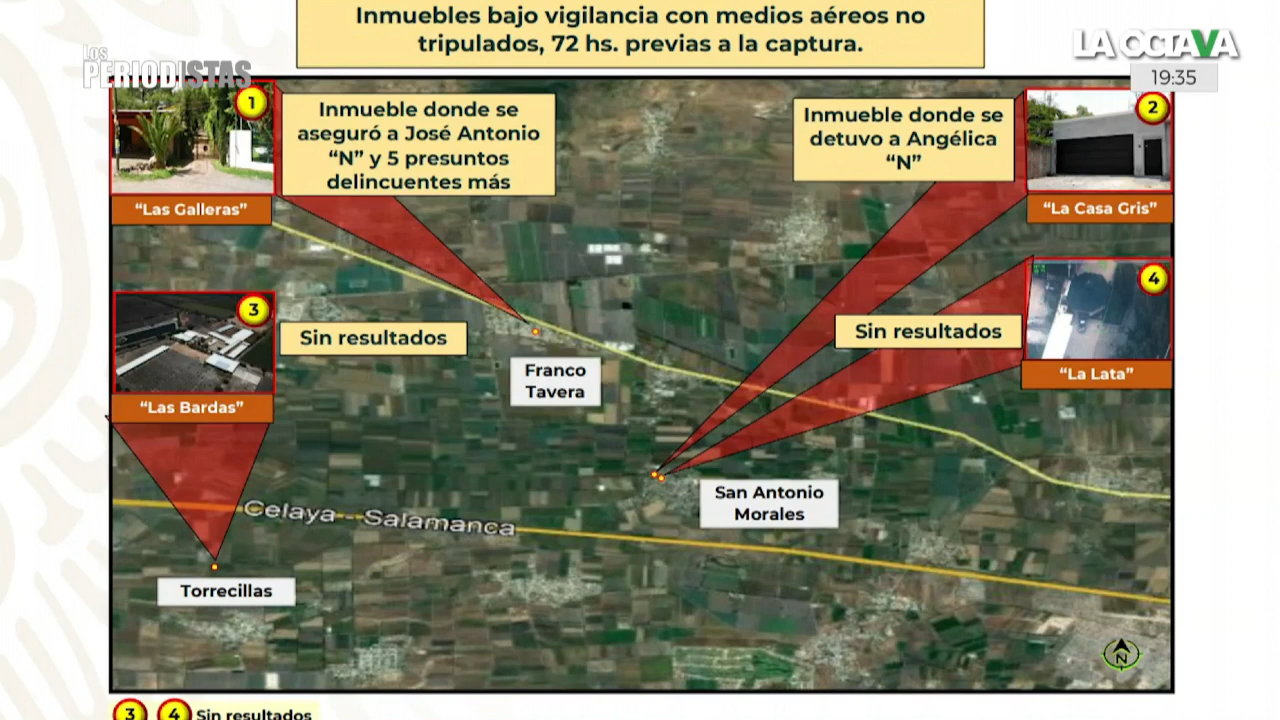 Inmuebles bajo vigilancia con medios aéreos no
tripulados, 72 hs. previas a la captura.
Los
PERIODISTAS
LA OCTAVA
19:35
1
Inmueble donde se
aseguró a José Antonio
“N” y 5 presuntos
delincuentes más
“Las Galleras”
Inmueble donde se
detuvo a Angélica
“N”
2
“La Casa Gris”
3
Sin resultados
“Las Bardas”
Sin resultados
4
“La Lata”
Franco
Tavera
San Antonio
Morales
Celaya - Salamanca
Torrecillas
N
3 4 Sin resultados